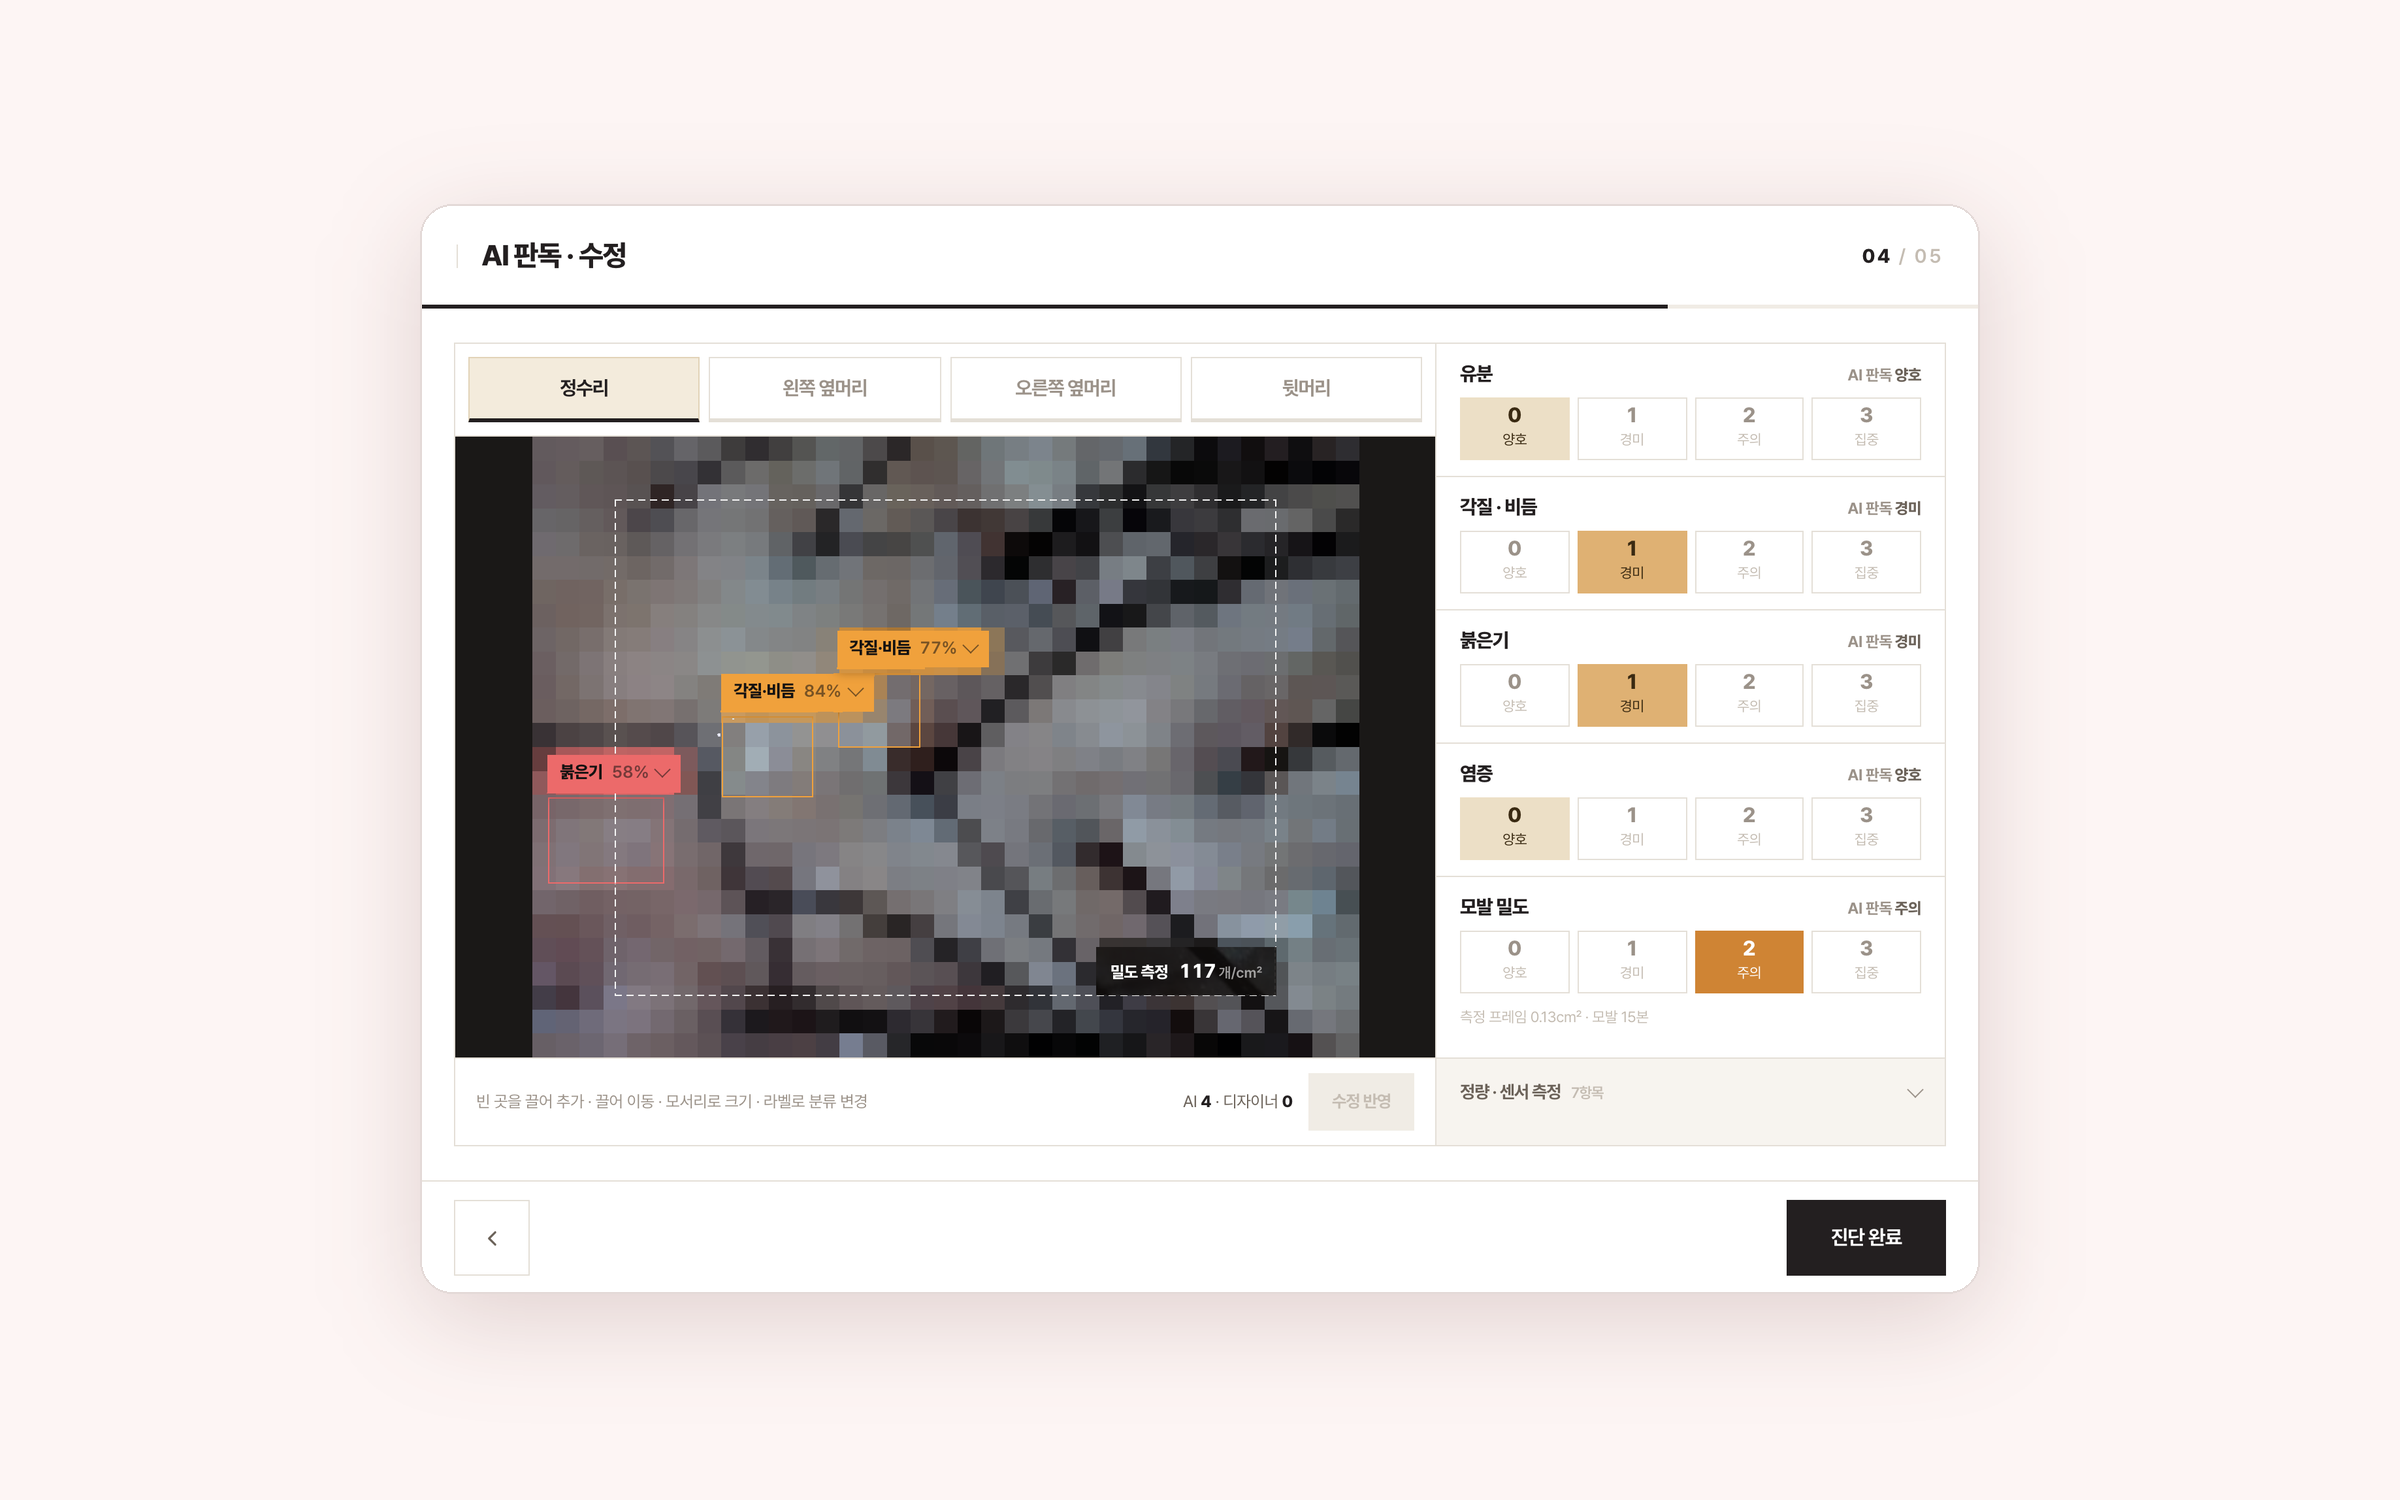 AI 판독 · 수정
04 / 05
정수리
왼쪽 옆머리
오른쪽 옆머리
뒷머리
각질·비듬 77%
각질·비듬 84%
붉은기 58%
밀도 측정 117 개/cm²
빈 곳을 끌어 추가 · 끌어 이동 · 모서리로 크기 · 라벨로 분류 변경
AI 4 · 디자이너 0
수정 반영
유분
AI 판독 양호
0 1 2 3
양호 경미 주의 집중
각질 · 비듬
AI 판독 경미
0 1 2 3
양호 경미 주의 집중
붉은기
AI 판독 경미
0 1 2 3
양호 경미 주의 집중
염증
AI 판독 양호
0 1 2 3
양호 경미 주의 집중
모발 밀도
AI 판독 주의
0 1 2 3
양호 경미 주의 집중
측정 프레임 0.13cm² · 모발 15본
정량 · 센서 측정 7항목
진단 완료